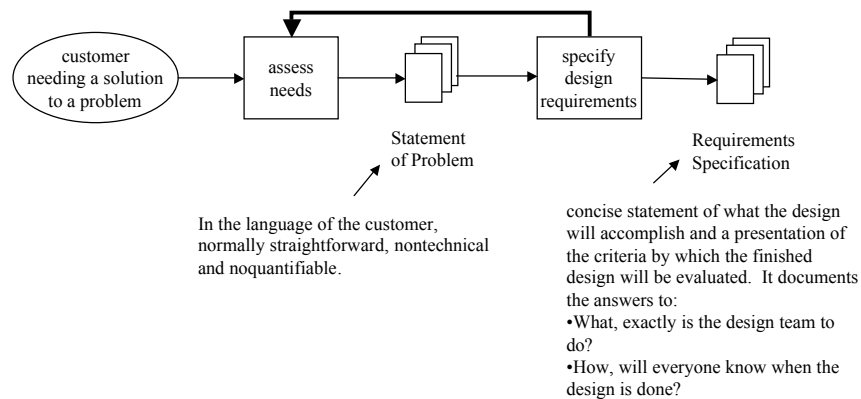 customer
needing a solution
to a problem
assess
needs
specify
design
requirements
Statement
of Problem
Requirements
Specification
In the language of the customer,
normally straightforward, nontechnical
and noquantifiable.
concise statement of what the design
will accomplish and a presentation of
the criteria by which the finished
design will be evaluated.  It documents
the answers to:
•What, exactly is the design team to
do?
•How, will everyone know when the
design is done?